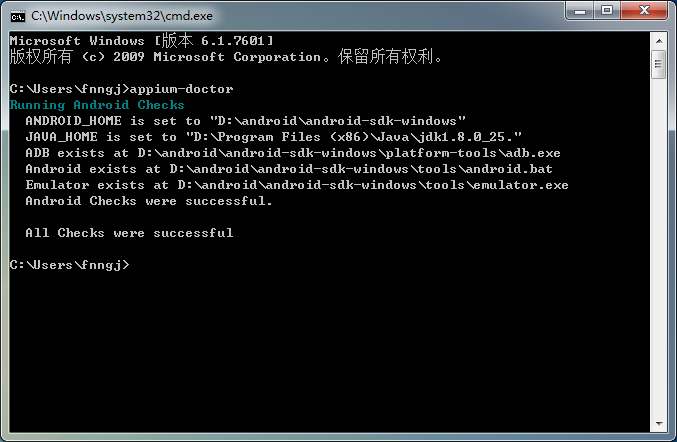 C:\Windows\system32\cmd.exe
Microsoft Windows [版本 6.1.7601]
版权所有 (c) 2009 Microsoft Corporation。保留所有权利。
C:\Users\fnngj>appium-doctor
Running Android Checks
ANDROID_HOME is set to "D:\android\android-sdk-windows"
JAVA_HOME is set to "D:\Program Files (x86)\Java\jdk1.8.0_25."
ADB exists at D:\android\android-sdk-windows\platform-tools\adb.exe
Android exists at D:\android\android-sdk-windows\tools\android.bat
Emulator exists at D:\android\android-sdk-windows\tools\emulator.exe
Android Checks were successful.
All Checks were successful
C:\Users\fnngj>